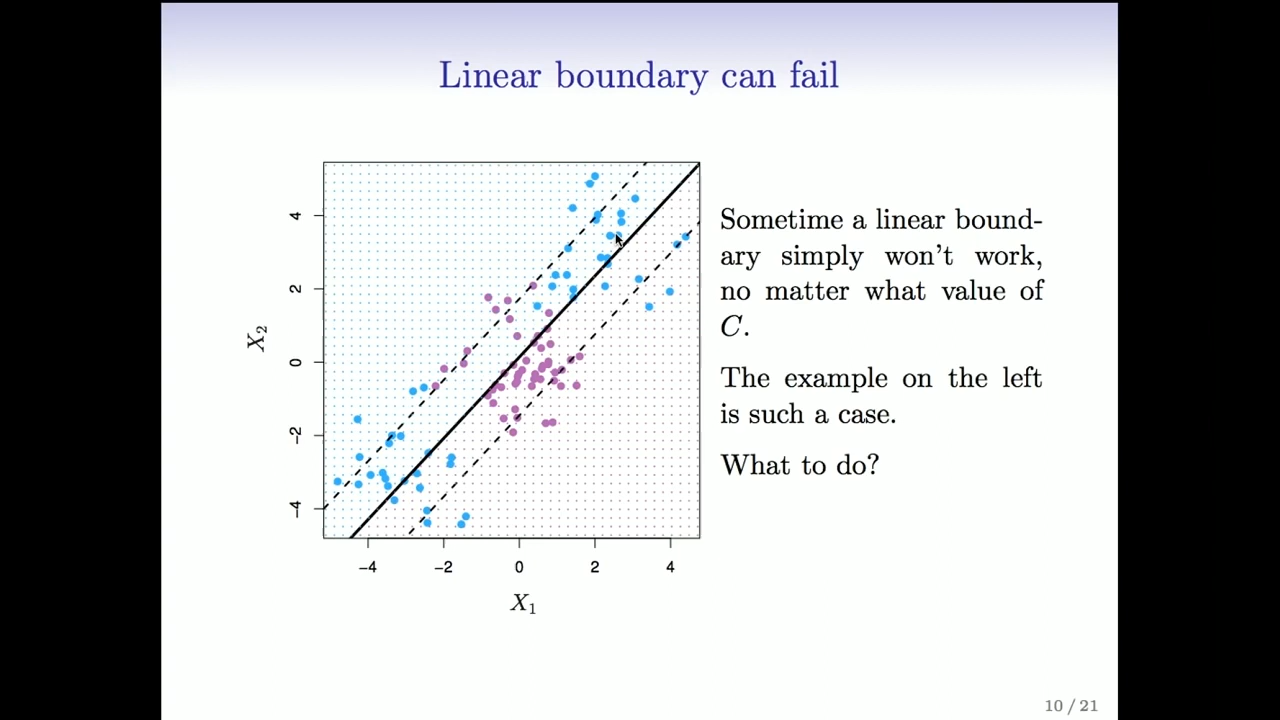 Linear boundary can fail
4
2
0
−2
−4
X2
−4 −2 0 2 4
X1
Sometime a linear bound-
ary simply won't work,
no matter what value of
C.
The example on the left
is such a case.
What to do?
10 / 21